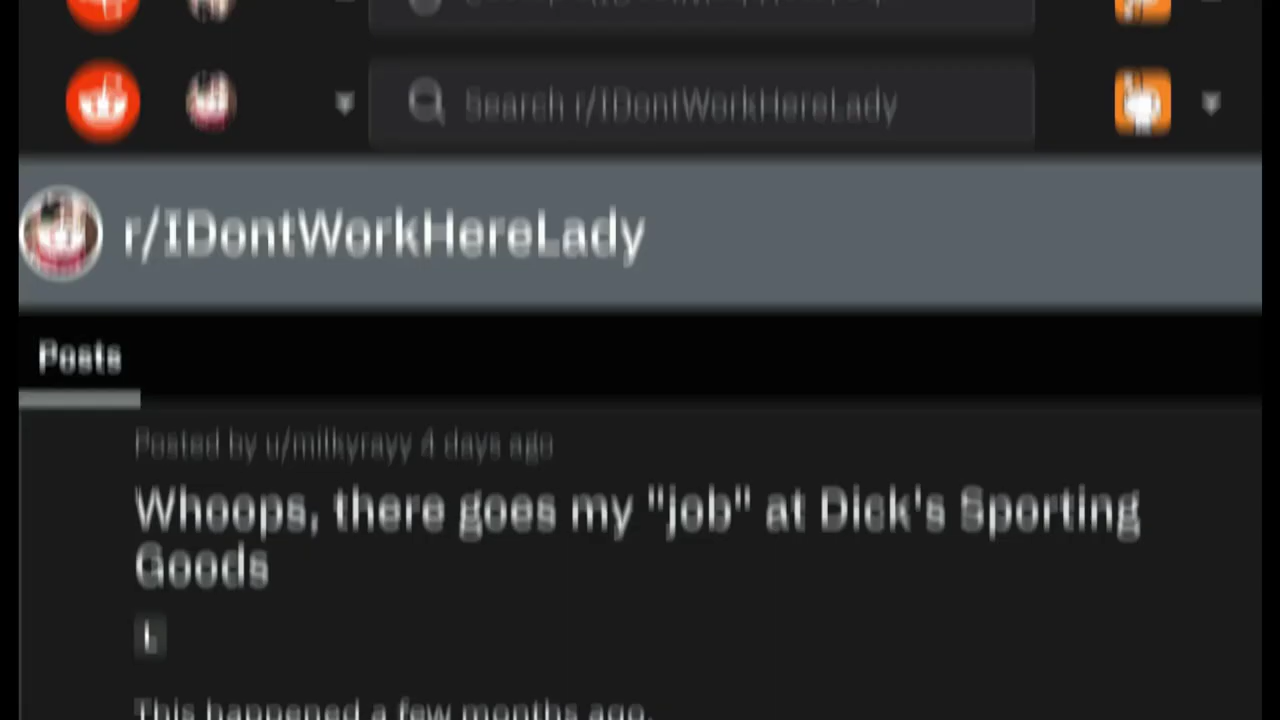 Search r/IDontWorkHereLady
r/IDontWorkHereLady
Posts
Posted by u/milkyrayy 4 days ago
Whoops, there goes my "job" at Dick's Sporting
Goods
This happened a few months ago.